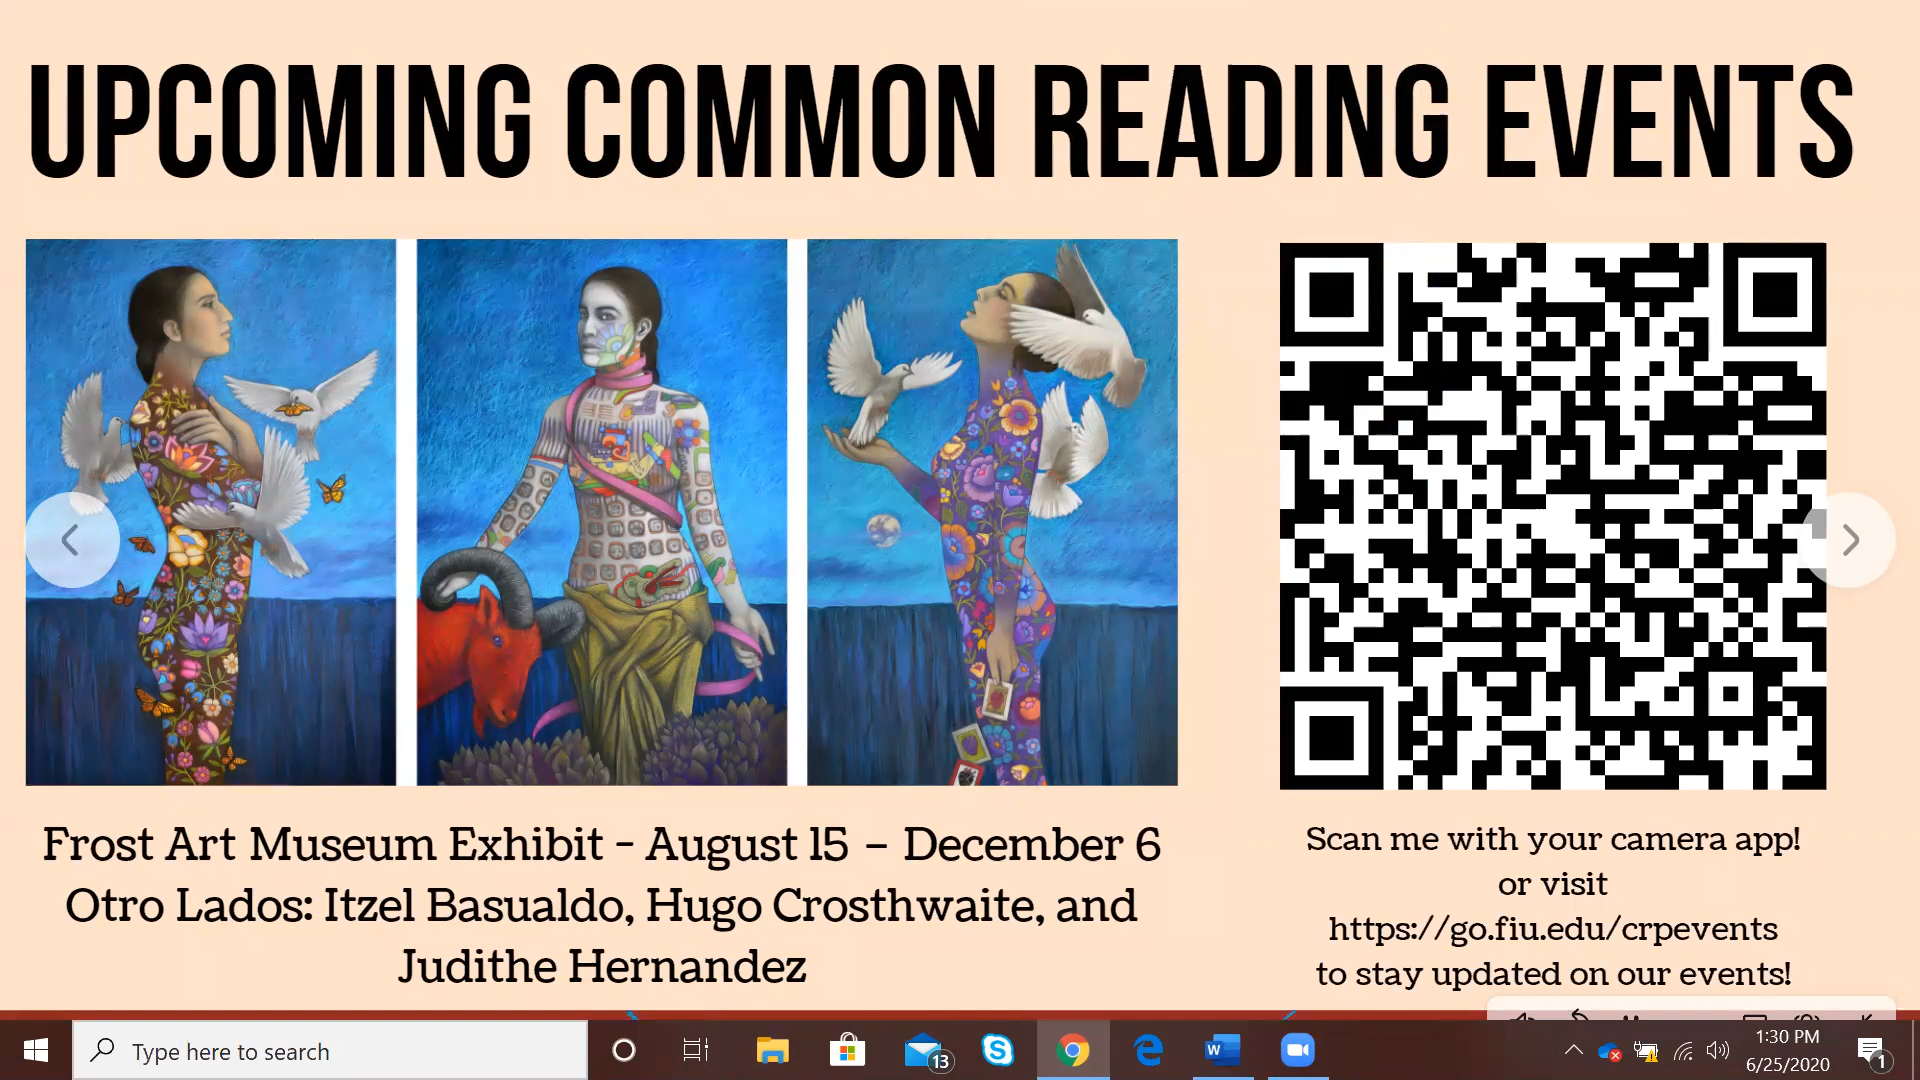 UPCOMING COMMON READING EVENTS
Frost Art Museum Exhibit - August 15 – December 6
Otro Lados: Itzel Basualdo, Hugo Crosthwaite, and
Judithe Hernandez
Scan me with your camera app!
or visit
https://go.fiu.edu/crpevents
to stay updated on our events!
Type here to search
13
W
1:30 PM
6/25/2020
1